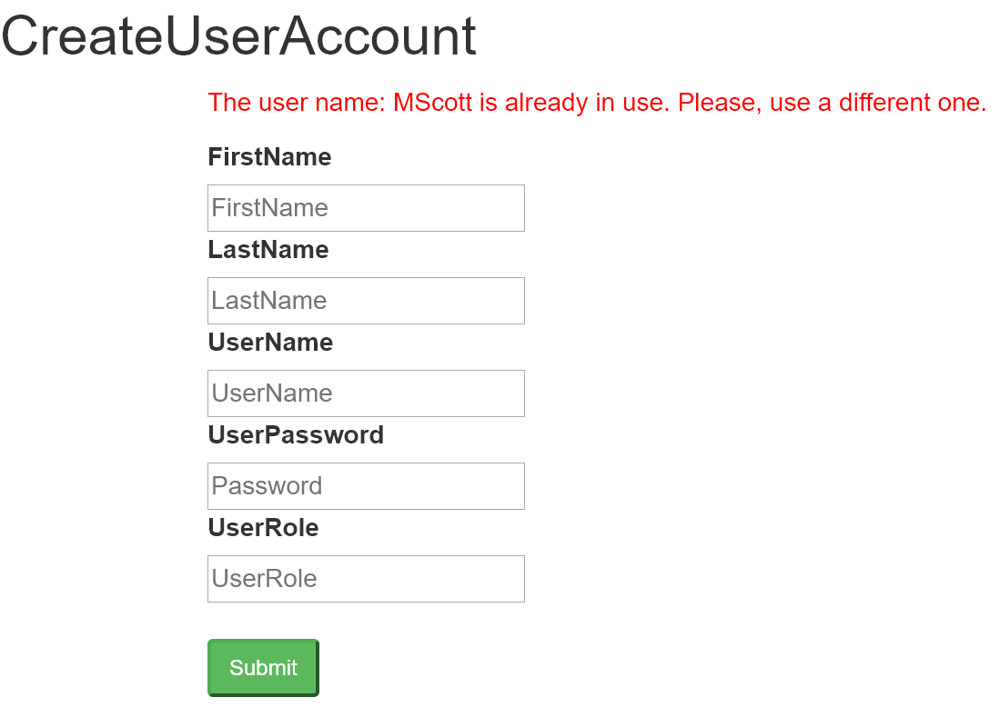 CreateUserAccount
The user name: MScott is already in use. Please, use a different one.
FirstName
FirstName
LastName
LastName
UserName
UserName
UserPassword
Password
UserRole
UserRole
Submit